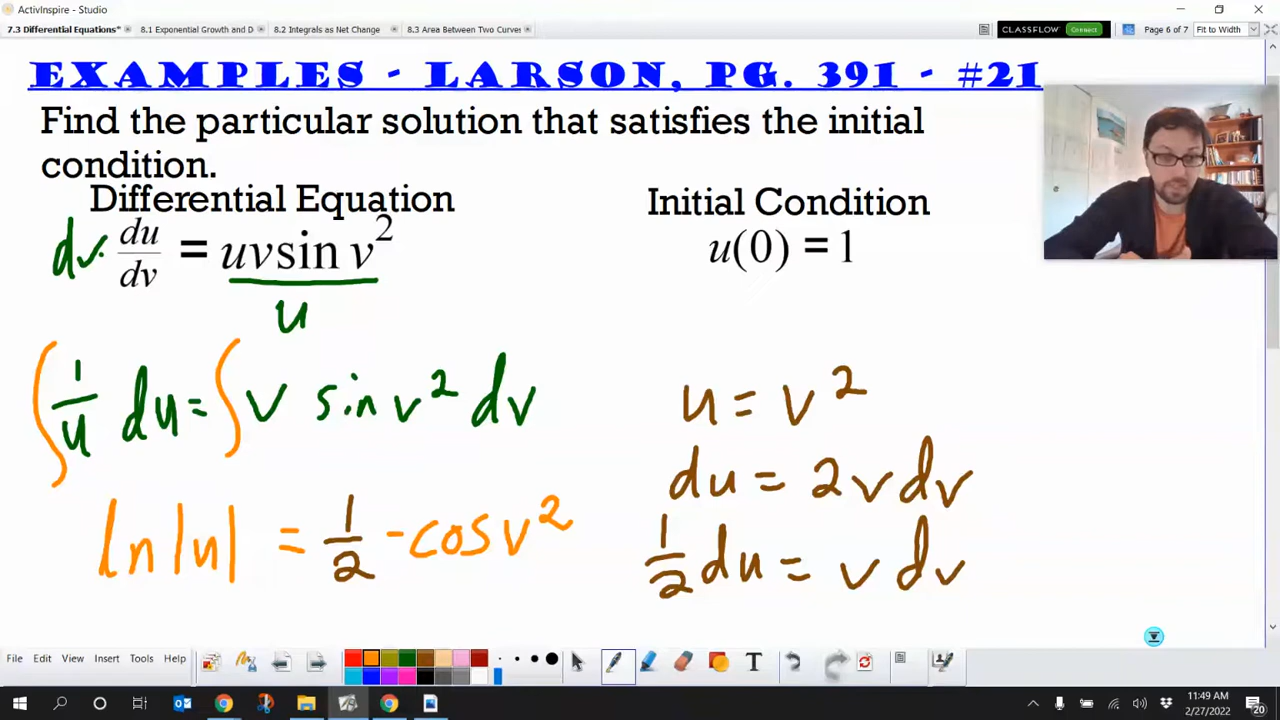 ActivInspire - Studio
7.3 Differential Equations* 8.1 Exponential Growth and D 8.2 Integrals as Net Change 8.3 Area Between Two Curves
CLASSFLOW Connect Page 6 of 7 Fit to Width
EXAMPLES - LARSON, PG. 391 - #21
Find the particular solution that satisfies the initial
condition.
Differential Equation Initial Condition
dv · du/dv = uvsin v² / u u(0) = 1
∫ 1/u du = ∫ v sin v² dv
u = v²
du = 2v dv
ln|u| = 1/2 -cos v²
1/2 du = v dv
File Edit View Insert Tools Help
11:49 AM
2/27/2022
20